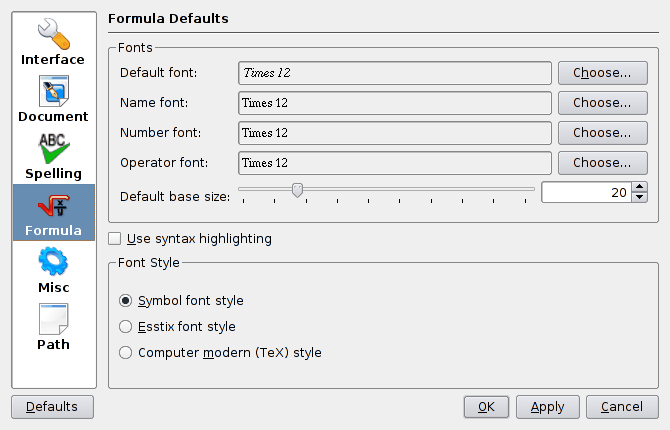 Interface
Document
ABC
Spelling
Formula
Misc
Path
Formula Defaults
Fonts
Default font: Times 12 Choose...
Name font: Times 12 Choose...
Number font: Times 12 Choose...
Operator font: Times 12 Choose...
Default base size: 20
Use syntax highlighting
Font Style
Symbol font style
Esstix font style
Computer modern (TeX) style
Defaults OK Apply Cancel